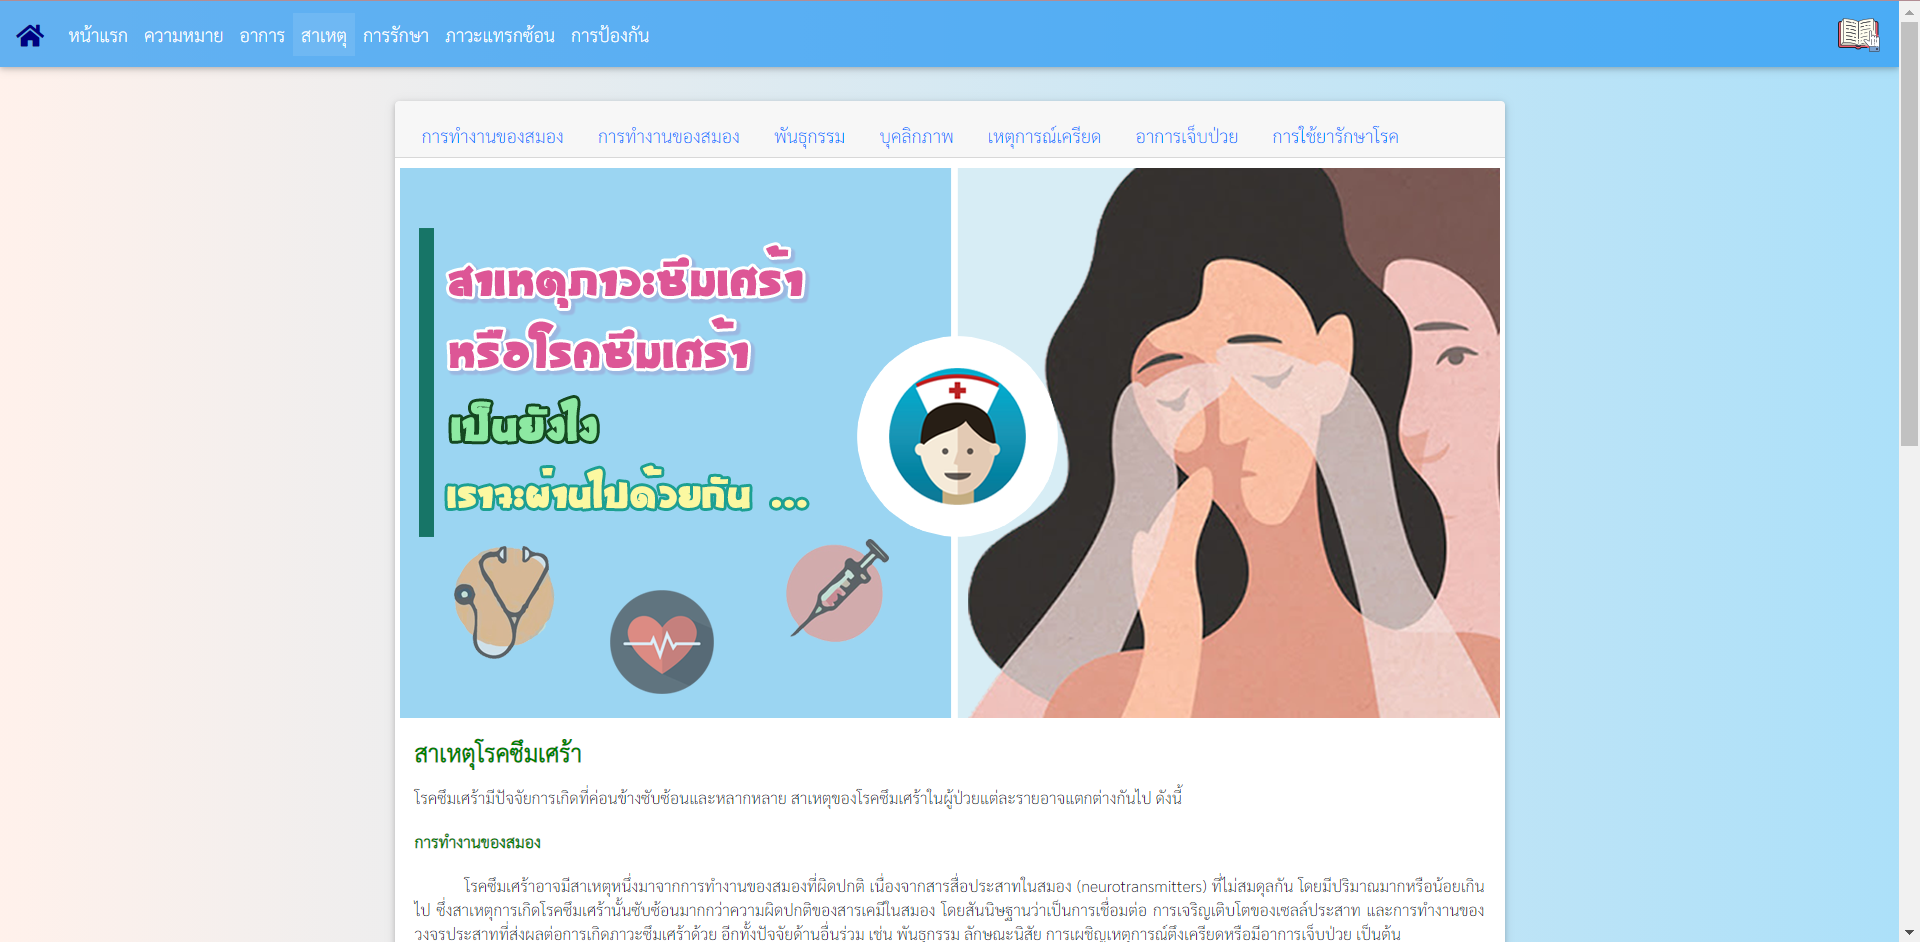 หน้าแรก ความหมาย อาการ สาเหตุ การรักษา ภาวะแทรกซ้อน การป้องกัน
การทำงานของสมอง การทำงานของสมอง พันธุกรรม บุคลิกภาพ เหตุการณ์เครียด อาการเจ็บป่วย การใช้ยารักษาโรค
สาเหตุภาวะซึมเศร้า
หรือโรคซึมเศร้า
เป็นยังไง
เราจะผ่านไปด้วยกัน ...
สาเหตุโรคซึมเศร้า
โรคซึมเศร้ามีปัจจัยการเกิดที่ค่อนข้างซับซ้อนและหลากหลาย สาเหตุของโรคซึมเศร้าในผู้ป่วยแต่ละรายอาจแตกต่างกันไป ดังนี้
การทำงานของสมอง
โรคซึมเศร้าอาจมีสาเหตุหนึ่งมาจากการทำงานของสมองที่ผิดปกติ เนื่องจากสารสื่อประสาทในสมอง (neurotransmitters) ที่ไม่สมดุลกัน โดยมีปริมาณมากหรือน้อยเกิน
ไป ซึ่งสาเหตุการเกิดโรคซึมเศร้านั้นซับซ้อนมากกว่าความผิดปกติของสารเคมีในสมอง โดยสันนิษฐานว่าเป็นการเชื่อมต่อ การเจริญเติบโตของเซลล์ประสาท และการทำงานของ
วงจรประสาทที่ส่งผลต่อการเกิดภาวะซึมเศร้าด้วย อีกทั้งปัจจัยด้านอื่นร่วม เช่น พันธุกรรม ลักษณะนิสัย การเผชิญเหตุการณ์ตึงเครียดหรือมีอาการเจ็บป่วย เป็นต้น